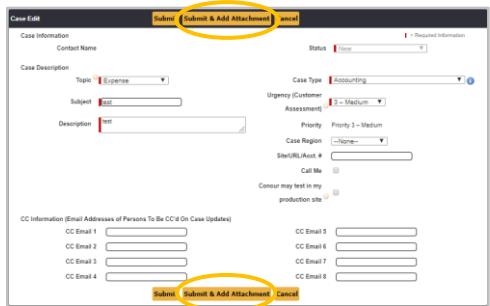 Case Edit Submi Submit & Add Attachment Cancel
Case Information = Required Information
Contact Name Status New
Case Description
Topic Expense Case Type Accounting
Urgency (Customer
Assessment) 3 – Medium
Subject test
Description test Priority Priority 3 – Medium
Case Region --None--
Site/URL/Acct. #
Call Me
Concur may test in my
production site
CC Information (Email Addresses of Persons To Be CC'd On Case Updates)
CC Email 1 CC Email 5
CC Email 2 CC Email 6
CC Email 3 CC Email 7
CC Email 4 CC Email 8
Submi Submit & Add Attachment Cancel